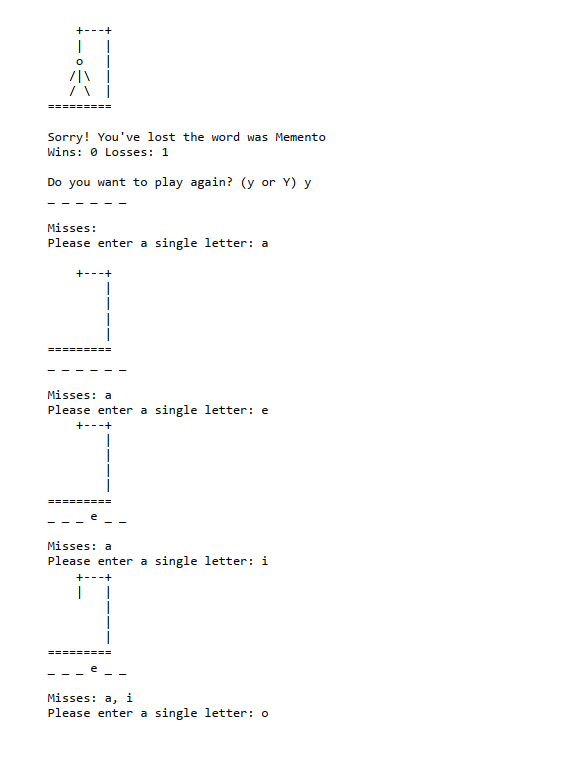 +---+
    |   |
    o   |
   /|\  |
   / \  |
=========
Sorry! You've lost the word was Memento
Wins: 0 Losses: 1
Do you want to play again? (y or Y) y
_ _ _ _ _ _
Misses:
Please enter a single letter: a
    +---+
        |
        |
        |
        |
=========
_ _ _ _ _ _
Misses: a
Please enter a single letter: e
    +---+
        |
        |
        |
        |
=========
_ _ _ e _ _
Misses: a
Please enter a single letter: i
    +---+
    |   |
        |
        |
        |
=========
_ _ _ e _ _
Misses: a, i
Please enter a single letter: o